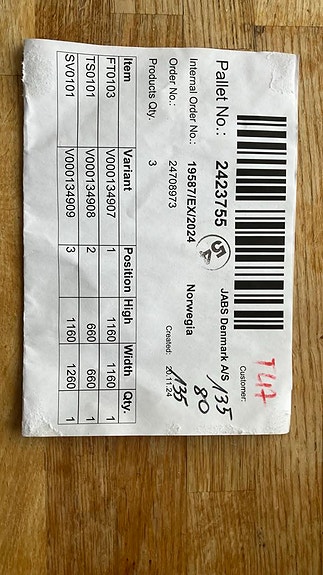 T47
Customer:
Pallet No.: 2423755 JABS Denmark A/S
135
80
Internal Order No.: 19587/EX/2024 Norwegia
Order No.: 24708973 Created: 20.11.24
135
Products Qty. 3
Item Variant Position High Width Qty.
FT0103 V000134907 1 1160 1160 1
TS0101 V000134908 2 660 660 1
SV0101 V000134909 3 1160 1260 1